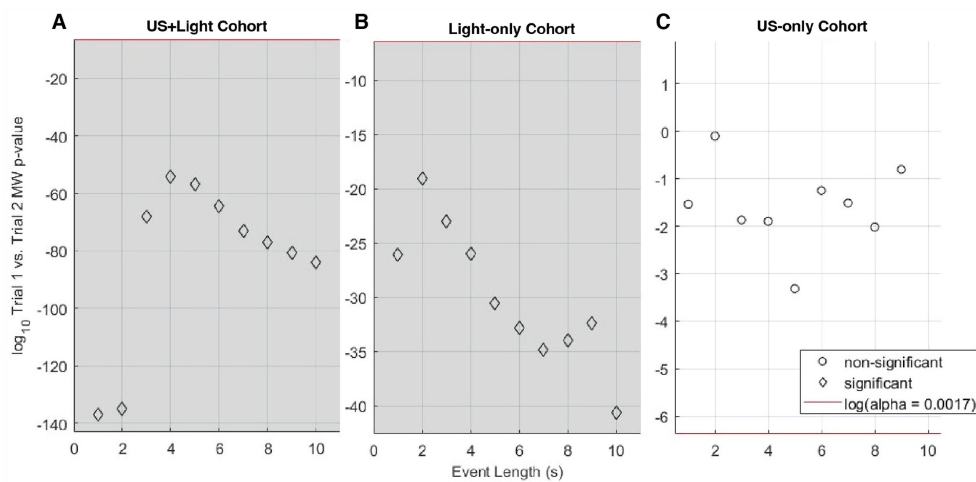 A
US+Light Cohort
B
Light-only Cohort
C
US-only Cohort
log10 Trial 1 vs. Trial 2 MW p-value
-20
-40
-60
-80
-100
-120
-140
0 2 4 6 8 10
-10
-15
-20
-25
-30
-35
-40
0 2 4 6 8 10
Event Length (s)
1
0
-1
-2
-3
-4
-5
-6
2 4 6 8 10
non-significant
significant
log(alpha = 0.0017)